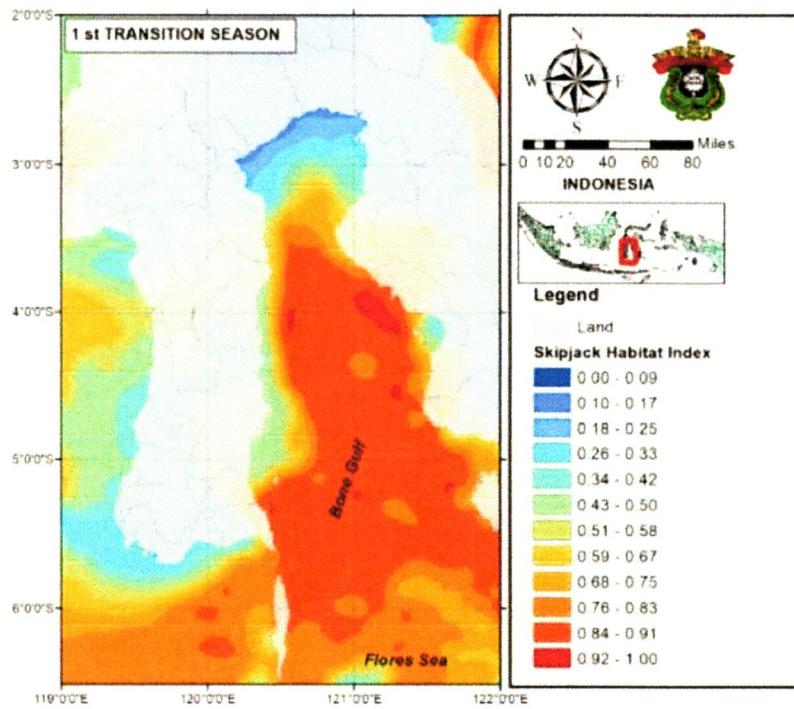 1 st TRANSITION SEASON
2°0'0"S
3°0'0"S
4°0'0"S
5°0'0"S
6°0'0"S
119°0'0"E
120°0'0"E
121°0'0"E
122°0'0"E
Bone Gulf
Flores Sea
N
W E
S
Miles
0 10 20 40 60 80
INDONESIA
Legend
Land
Skipjack Habitat Index
0.00 - 0.09
0.10 - 0.17
0.18 - 0.25
0.26 - 0.33
0.34 - 0.42
0.43 - 0.50
0.51 - 0.58
0.59 - 0.67
0.68 - 0.75
0.76 - 0.83
0.84 - 0.91
0.92 - 1.00